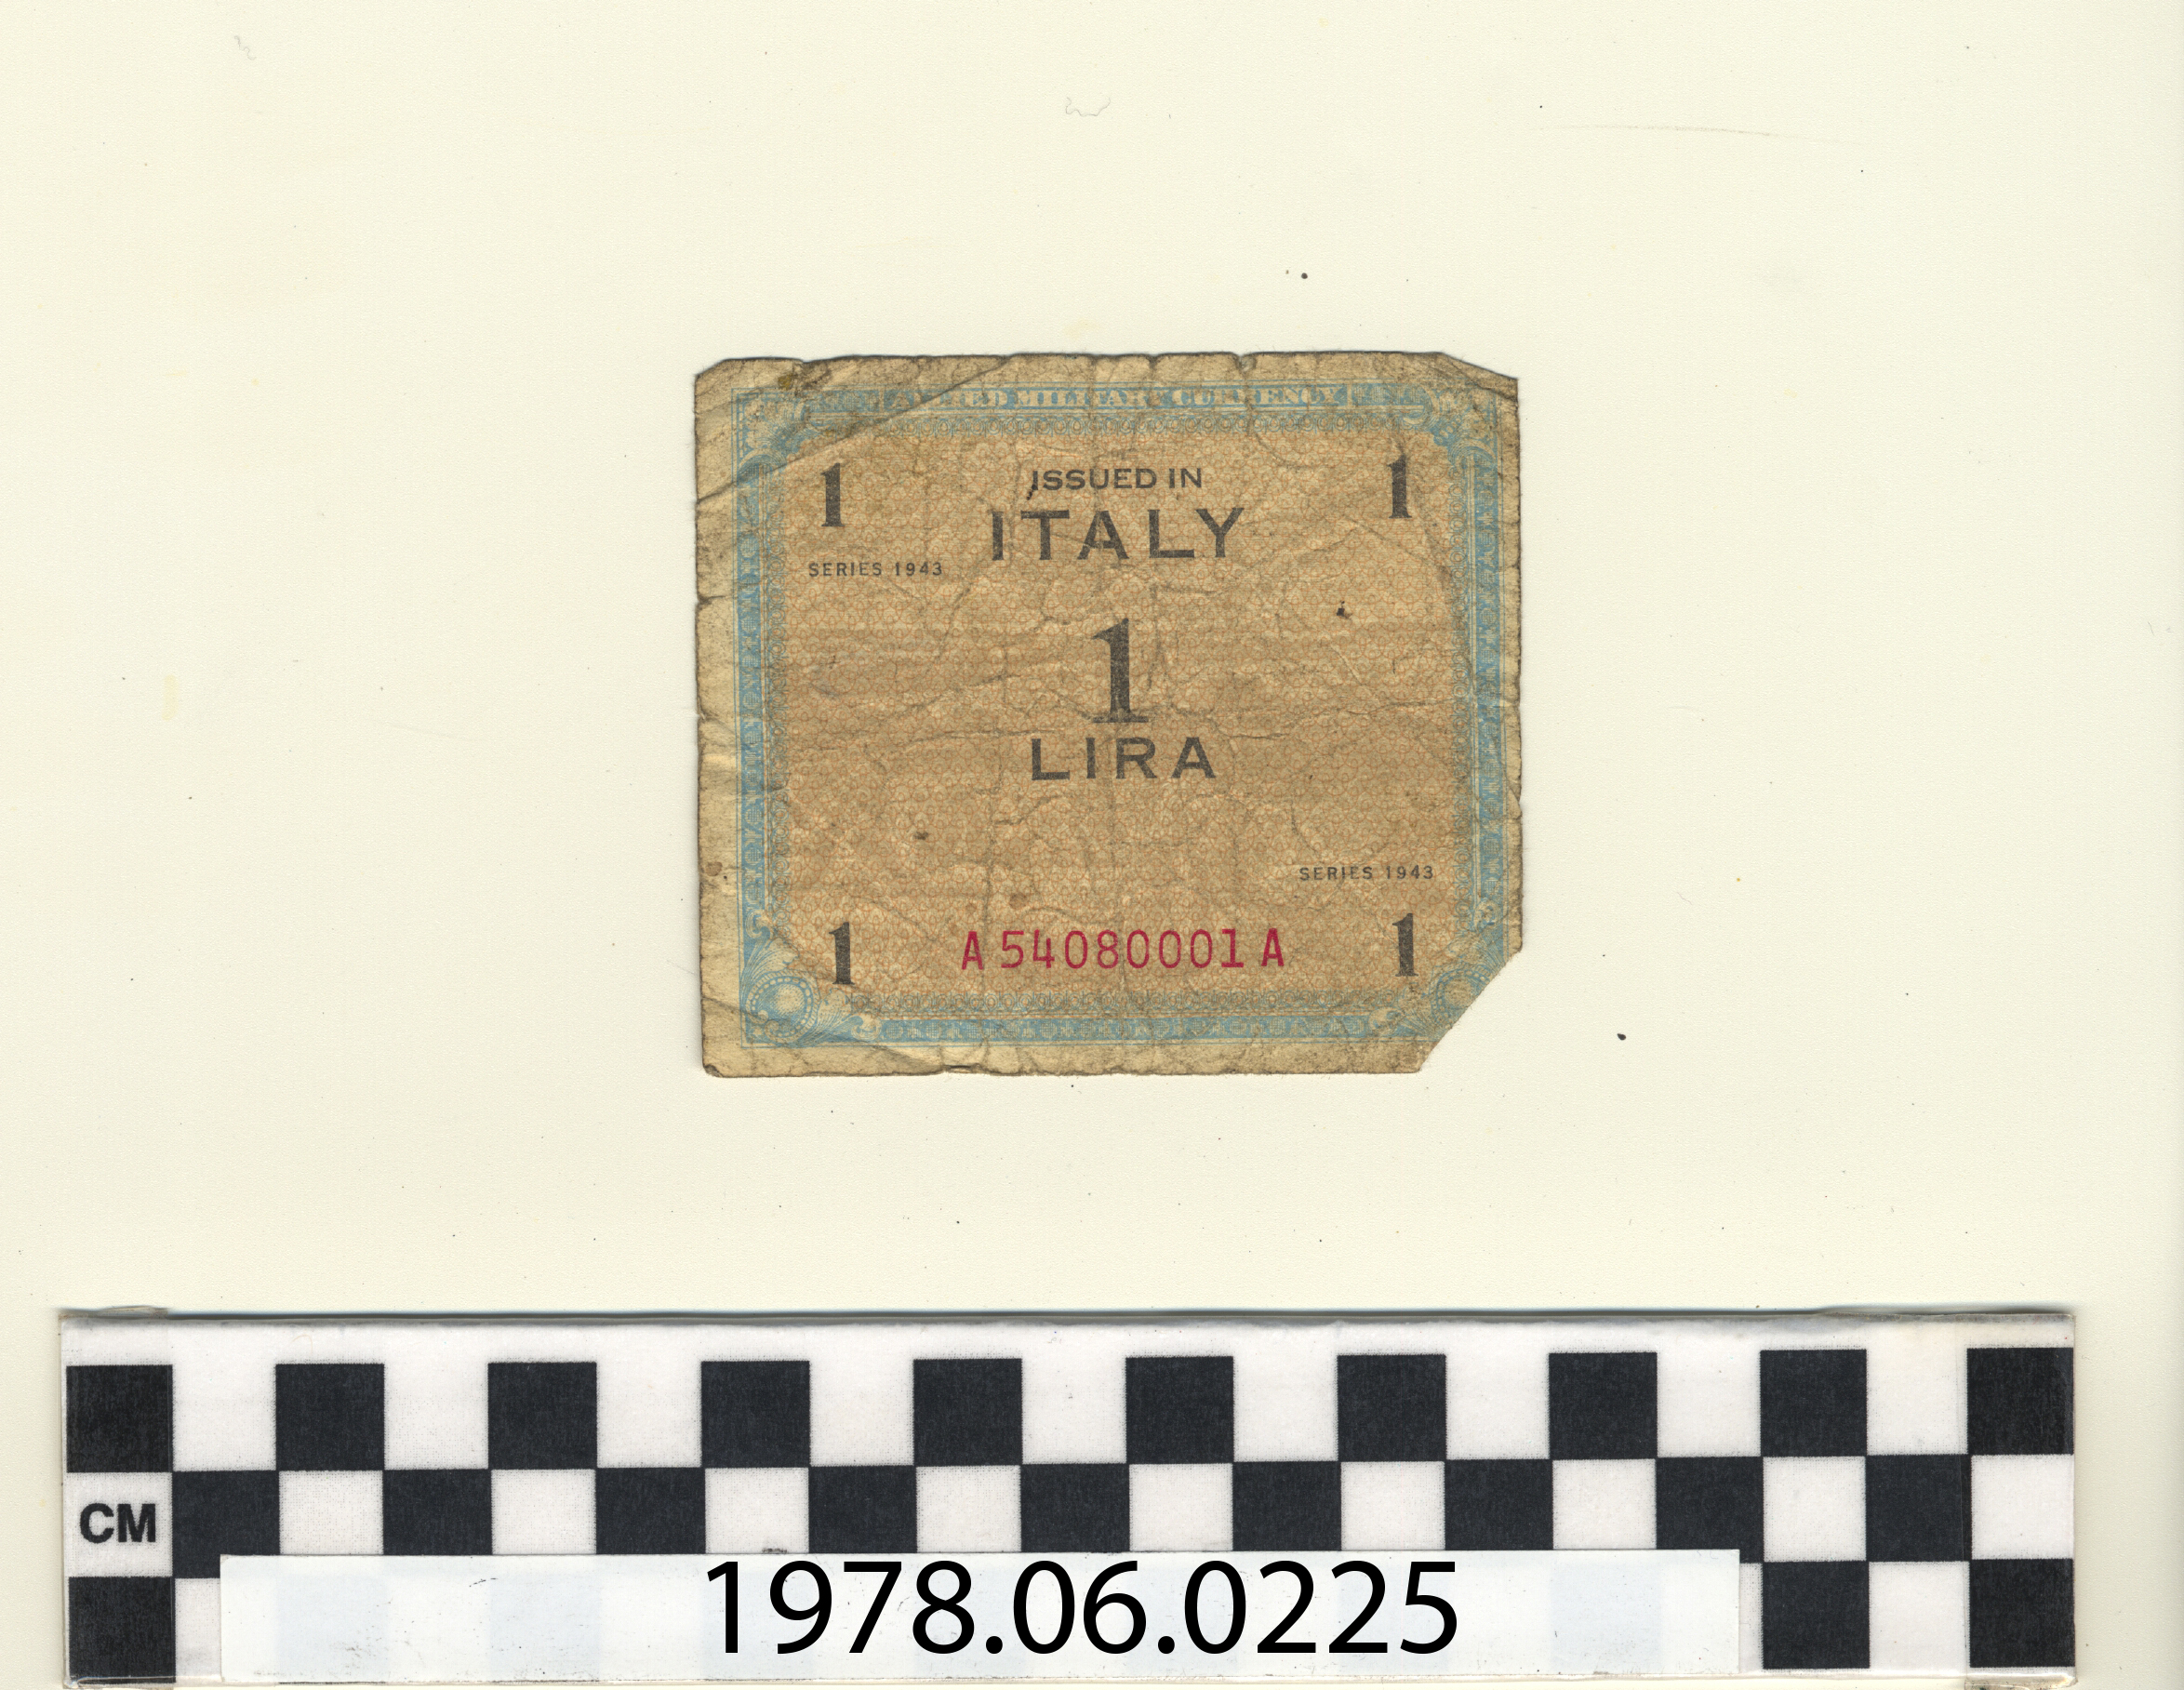 ALLIED MILITARY CURRENCY
1 ISSUED IN 1
ITALY
SERIES 1943
1
LIRA
SERIES 1943
1 A 54080001 A 1
CM
1978.06.0225